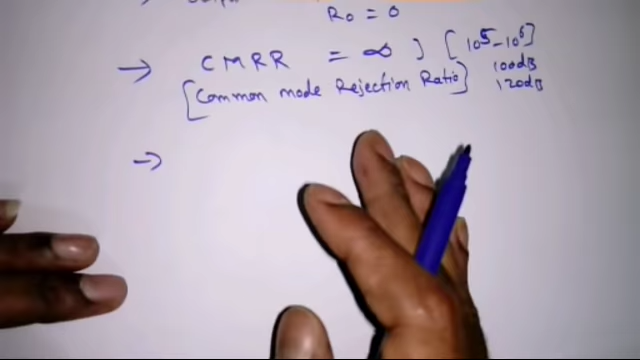 Ro = 0
→ CMRR = ∞ ] [10⁵-10⁶]
[Common mode Rejection Ratio] 100dB
120dB
→